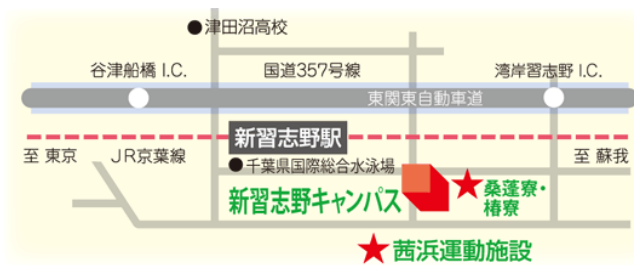 ●津田沼高校
谷津船橋 I.C.
国道357号線
湾岸習志野 I.C.
東関東自動車道
新習志野駅
至 東京
JR京葉線
●千葉県国際総合水泳場
至 蘇我
新習志野キャンパス
★桑蓬寮・
椿寮
★茜浜運動施設